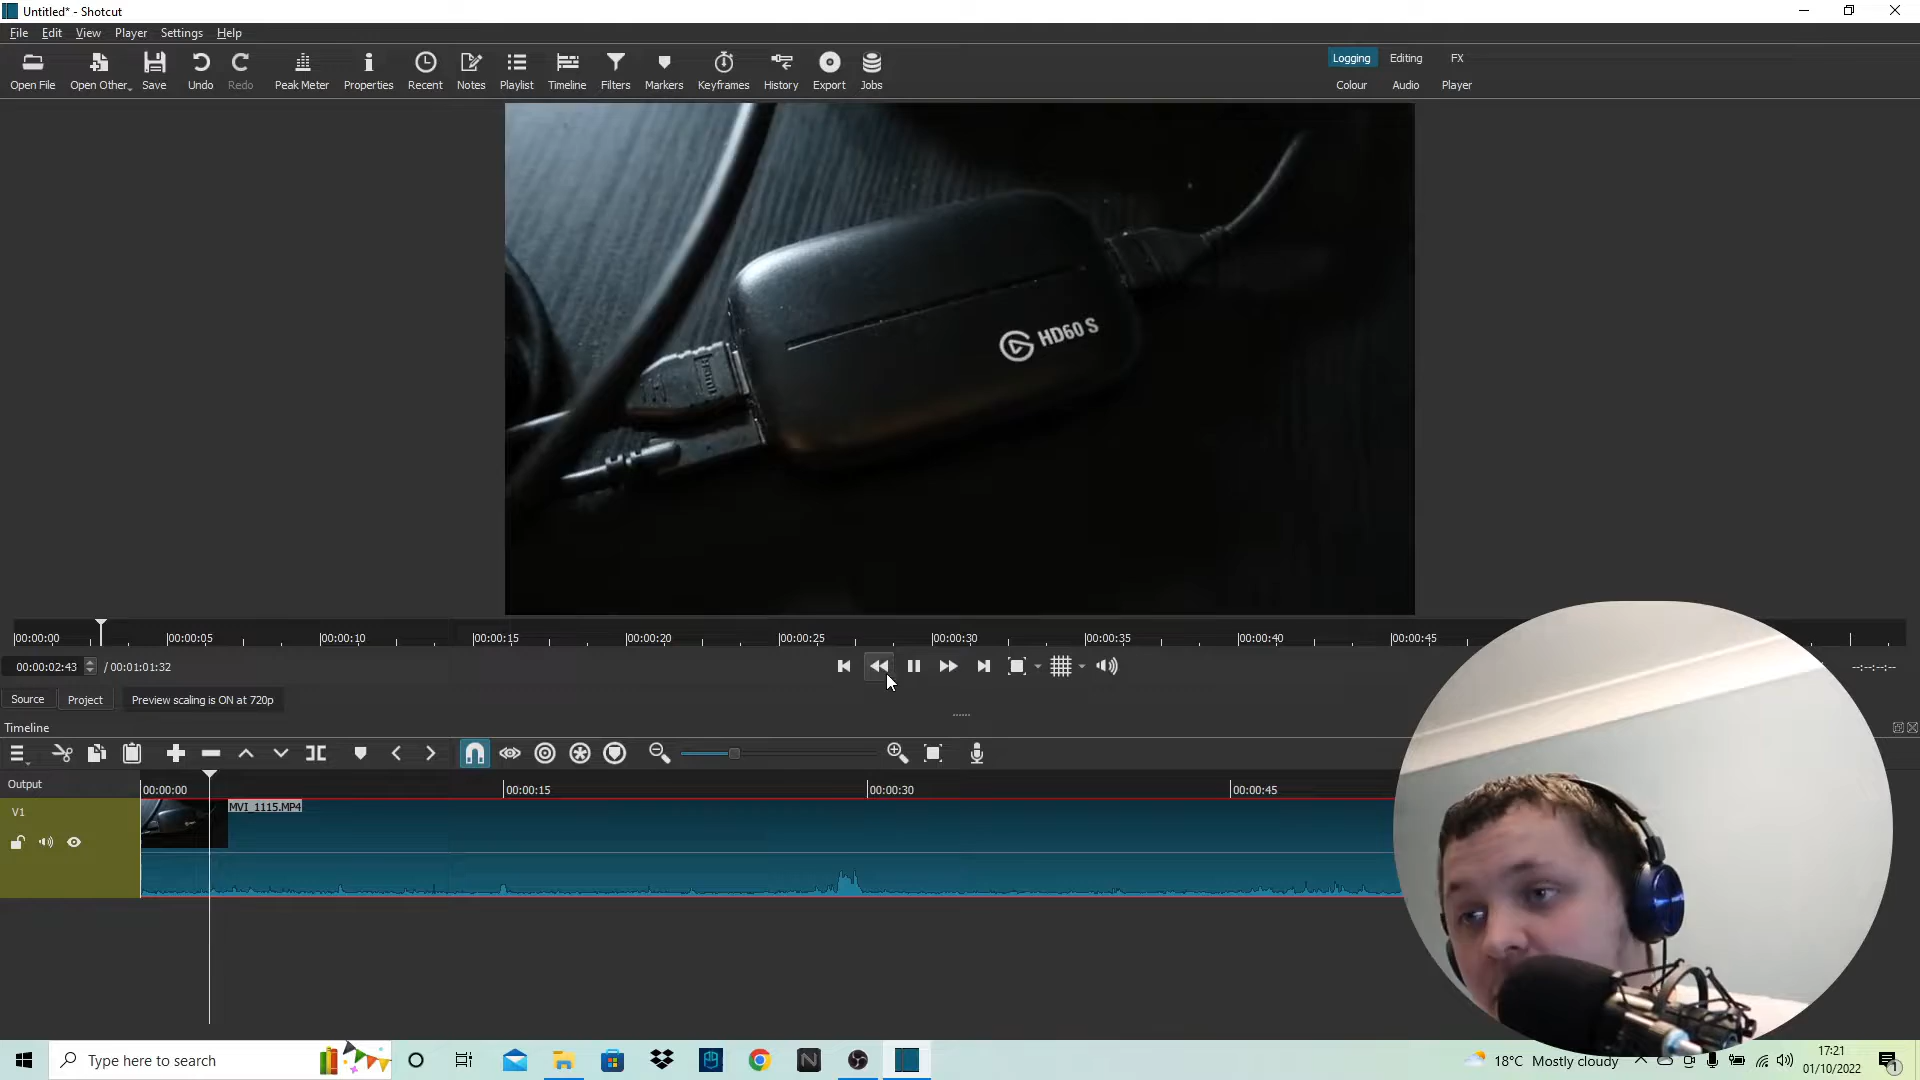 Untitled* - Shotcut
File Edit View Player Settings Help
Open File Open Other Save Undo Redo Peak Meter Properties Recent Notes Playlist Timeline Filters Markers Keyframes History Export Jobs
Logging Editing FX
Colour Audio Player
HD60 S
00:00:00 00:00:05 00:00:10 00:00:15 00:00:20 00:00:25 00:00:30 00:00:35 00:00:40 00:00:45
00:00:02:43 / 00:01:01:32 --:--:--:--
Source Project Preview scaling is ON at 720p
Timeline
Output 00:00:00 00:00:15 00:00:30 00:00:45
V1 MVI_1115.MP4
Type here to search
18°C Mostly cloudy
17:21
01/10/2022
1